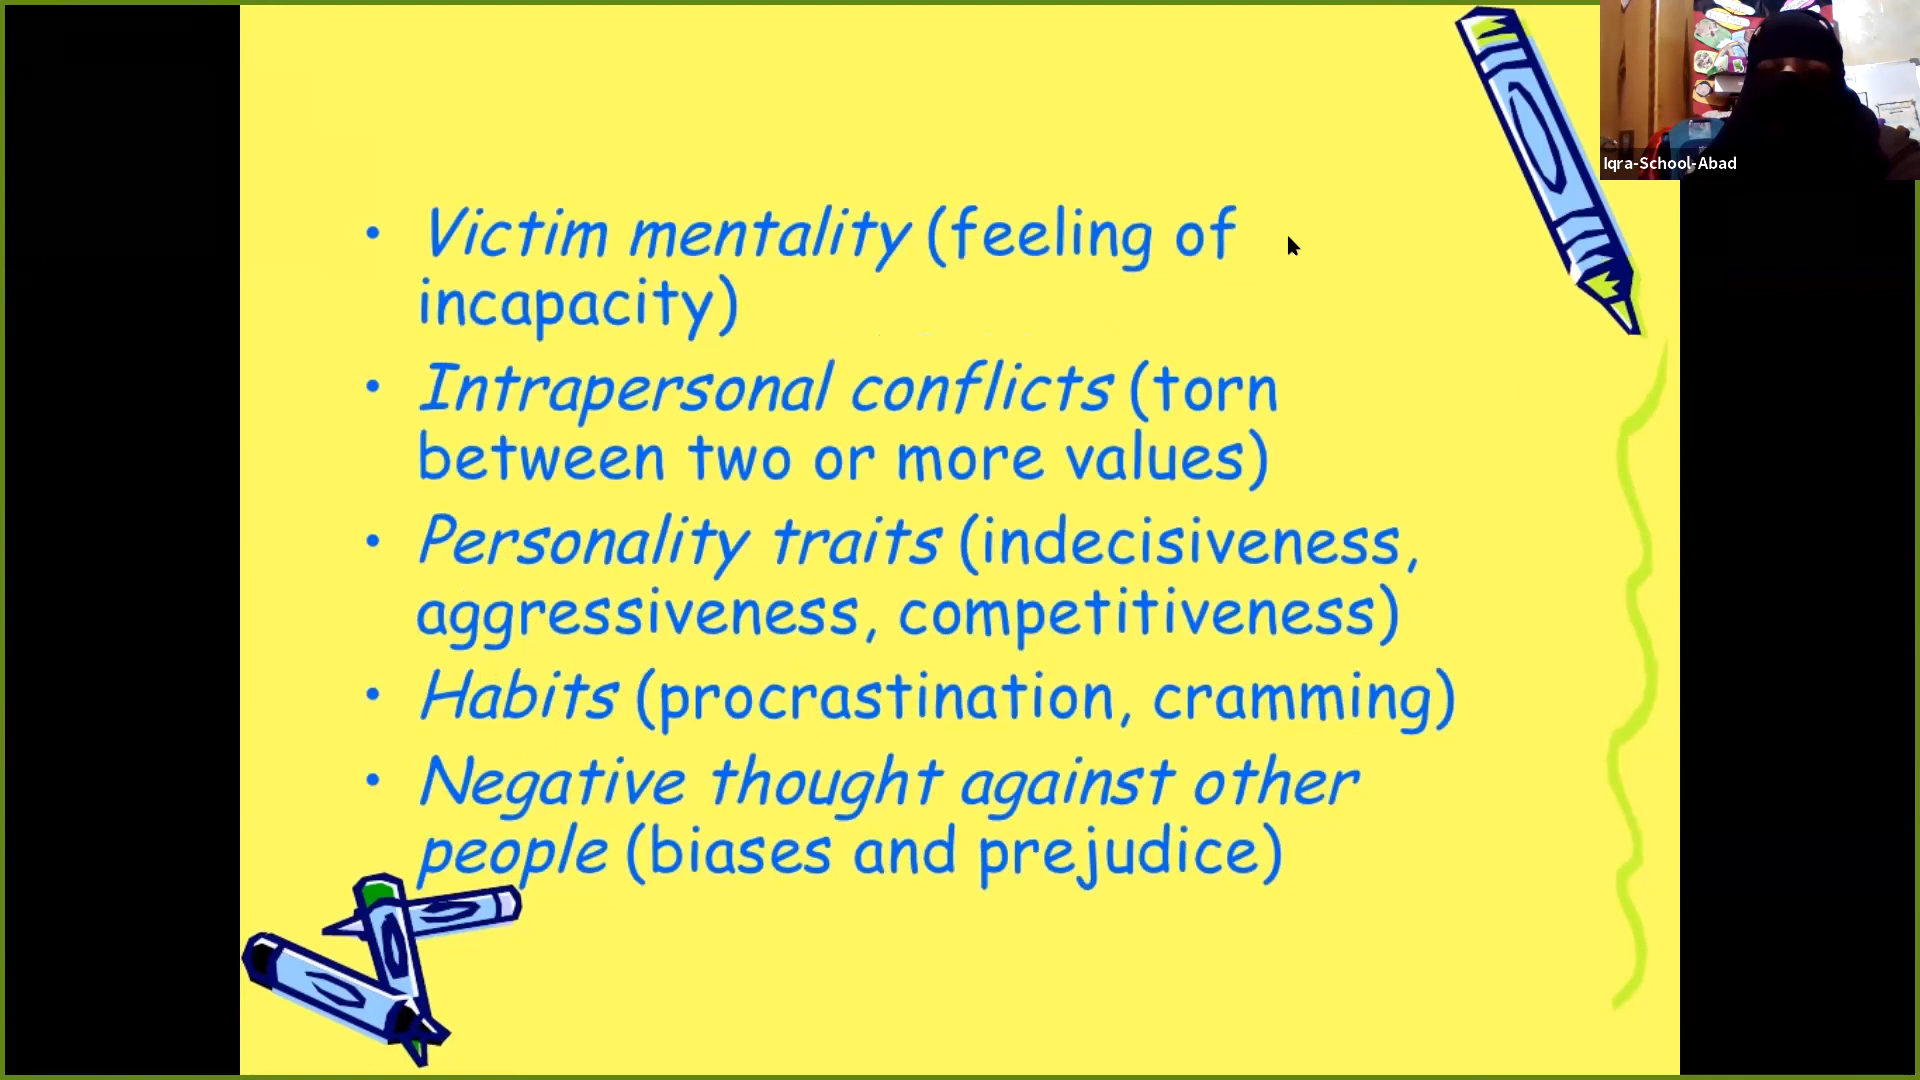 Iqra-School-Abad
• Victim mentality (feeling of
incapacity)
• Intrapersonal conflicts (torn
between two or more values)
• Personality traits (indecisiveness,
aggressiveness, competitiveness)
• Habits (procrastination, cramming)
• Negative thought against other
people (biases and prejudice)